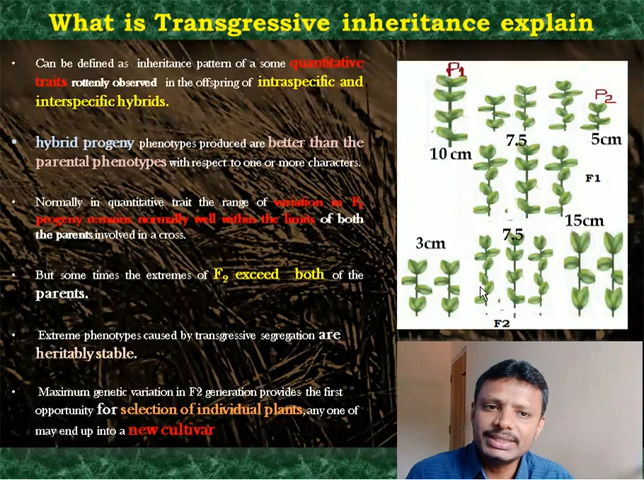 What is Transgressive inheritance explain
• Can be defined as inheritance pattern of a some quantitative
traits rottenly observed in the offspring of intraspecific and
interspecific hybrids.
• hybrid progeny phenotypes produced are better than the
parental phenotypes with respect to one or more characters.
• Normally in quantitative trait the range of variation in F₂
progeny remains normally well within the limits of both
the parents involved in a cross.
• But some times the extremes of F₂ exceed both of the
parents.
• Extreme phenotypes caused by transgressive segregation are
heritably stable.
• Maximum genetic variation in F2 generation provides the first
opportunity for selection of individual plants, any one of
may end up into a new cultivar
P1
P2
10 cm
7.5
5cm
F1
15cm
3cm
7.5
F2